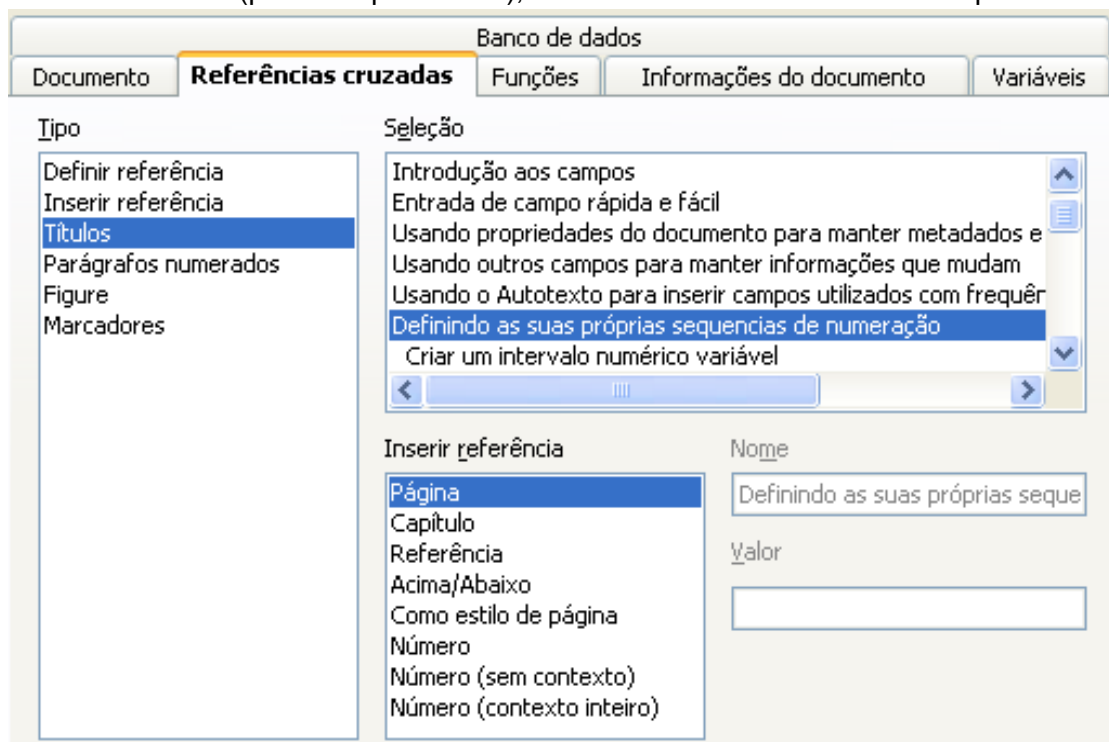 Banco de dados
Documento Referências cruzadas Funções Informações do documento Variáveis
Tipo
Definir referência
Inserir referência
Títulos
Parágrafos numerados
Figure
Marcadores
Seleção
Introdução aos campos
Entrada de campo rápida e fácil
Usando propriedades do documento para manter metadados e
Usando outros campos para manter informações que mudam
Usando o Autotexto para inserir campos utilizados com frequên
Definindo as suas próprias sequencias de numeração
Criar um intervalo numérico variável
Inserir referência
Página
Capítulo
Referência
Acima/Abaixo
Como estilo de página
Número
Número (sem contexto)
Número (contexto inteiro)
Nome
Definindo as suas próprias seque
Valor